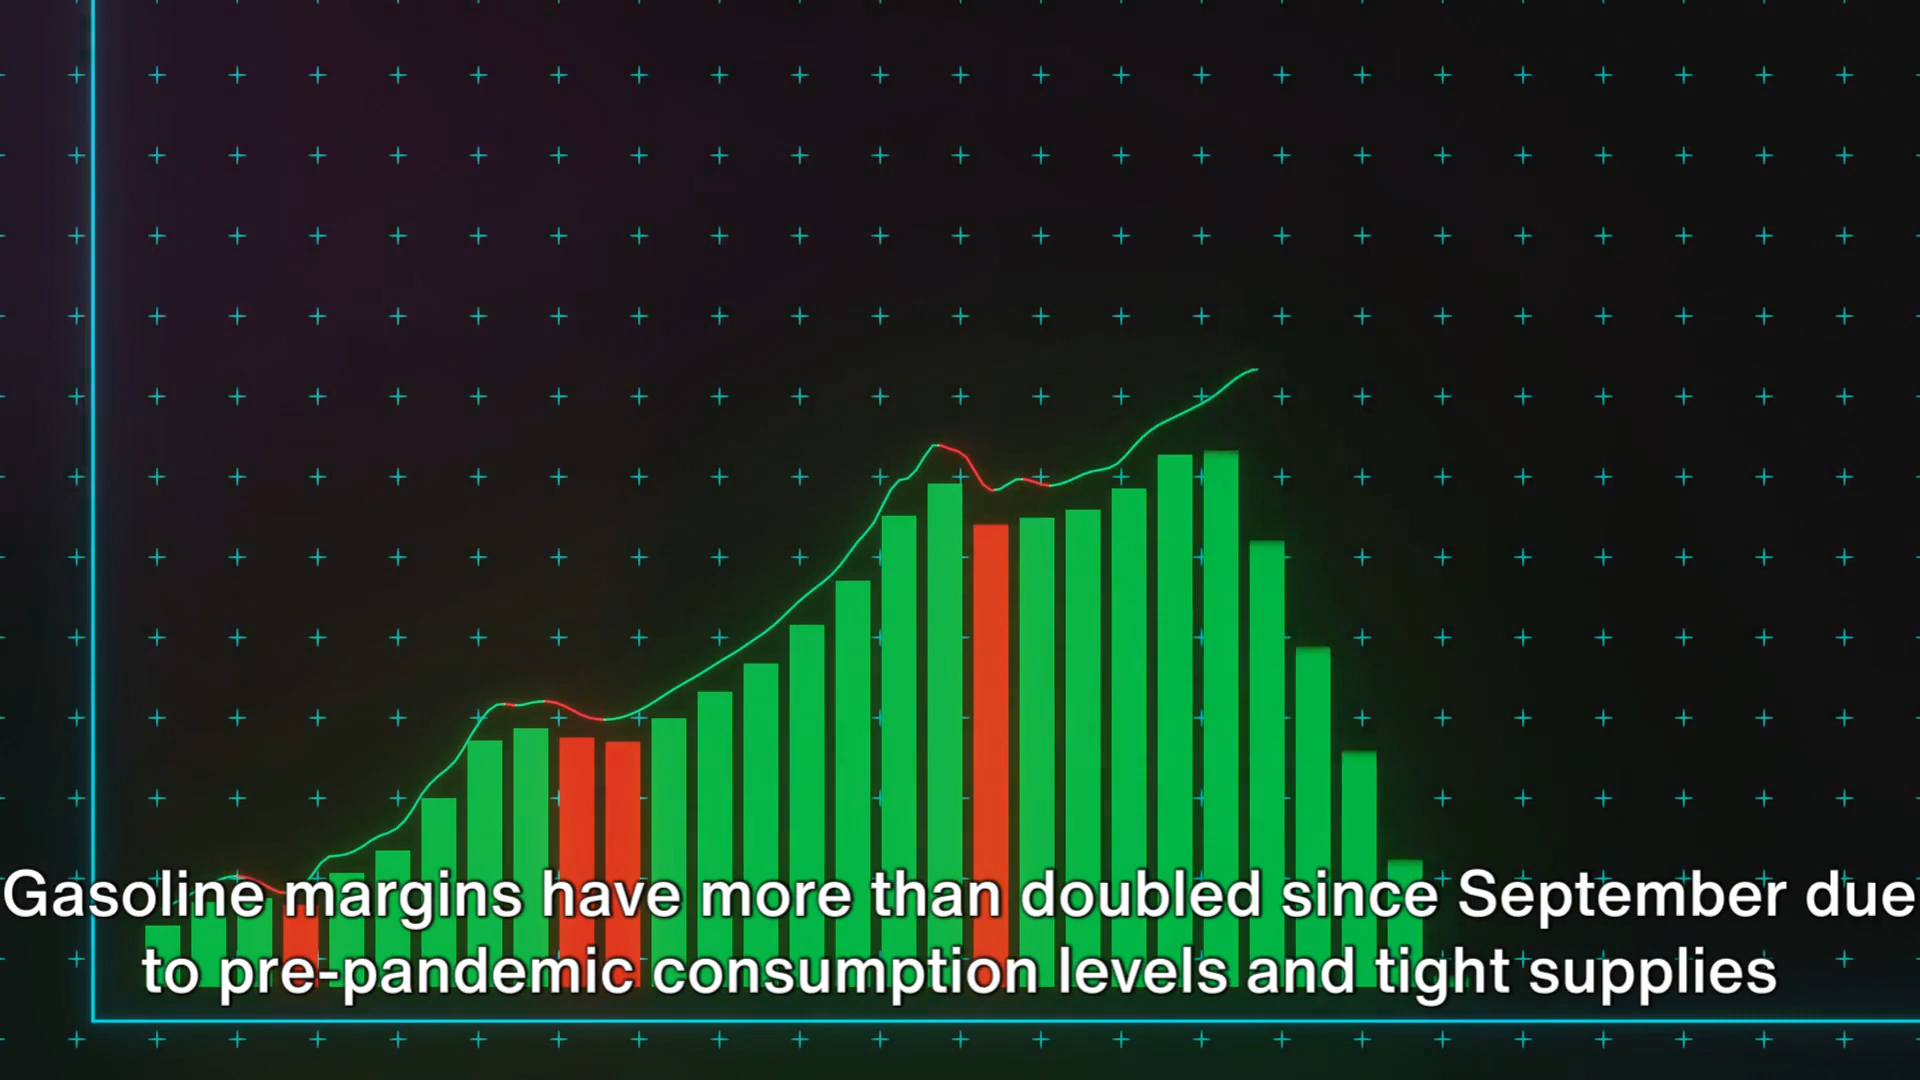 Gasoline margins have more than doubled since September due
to pre-pandemic consumption levels and tight supplies